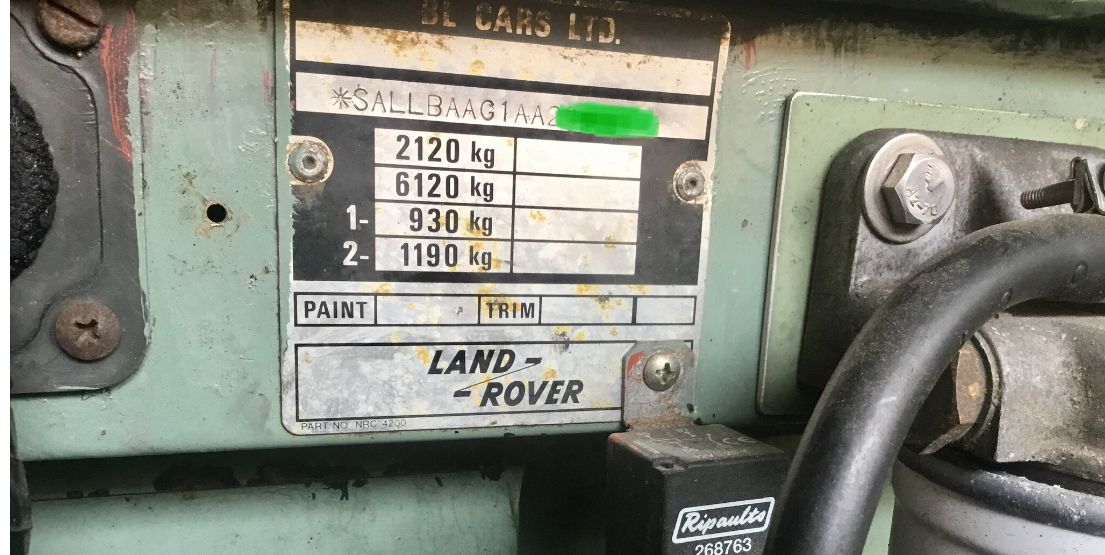 BL CARS LTD.
*SALLBAAG1AA2
2120 kg
6120 kg
1- 930 kg
2- 1190 kg
PAINT TRIM
LAND-
-ROVER
PART NO. NRC 4200
Ripaults
268763